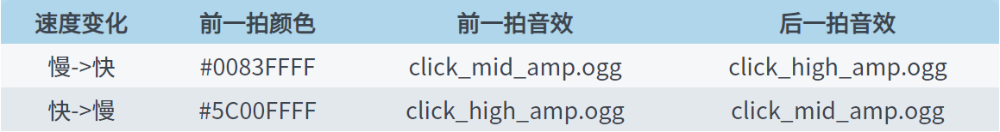 速度变化 前一拍颜色 前一拍音效 后一拍音效
慢->快 #0083FFFF click_mid_amp.ogg click_high_amp.ogg
快->慢 #5C00FFFF click_high_amp.ogg click_mid_amp.ogg